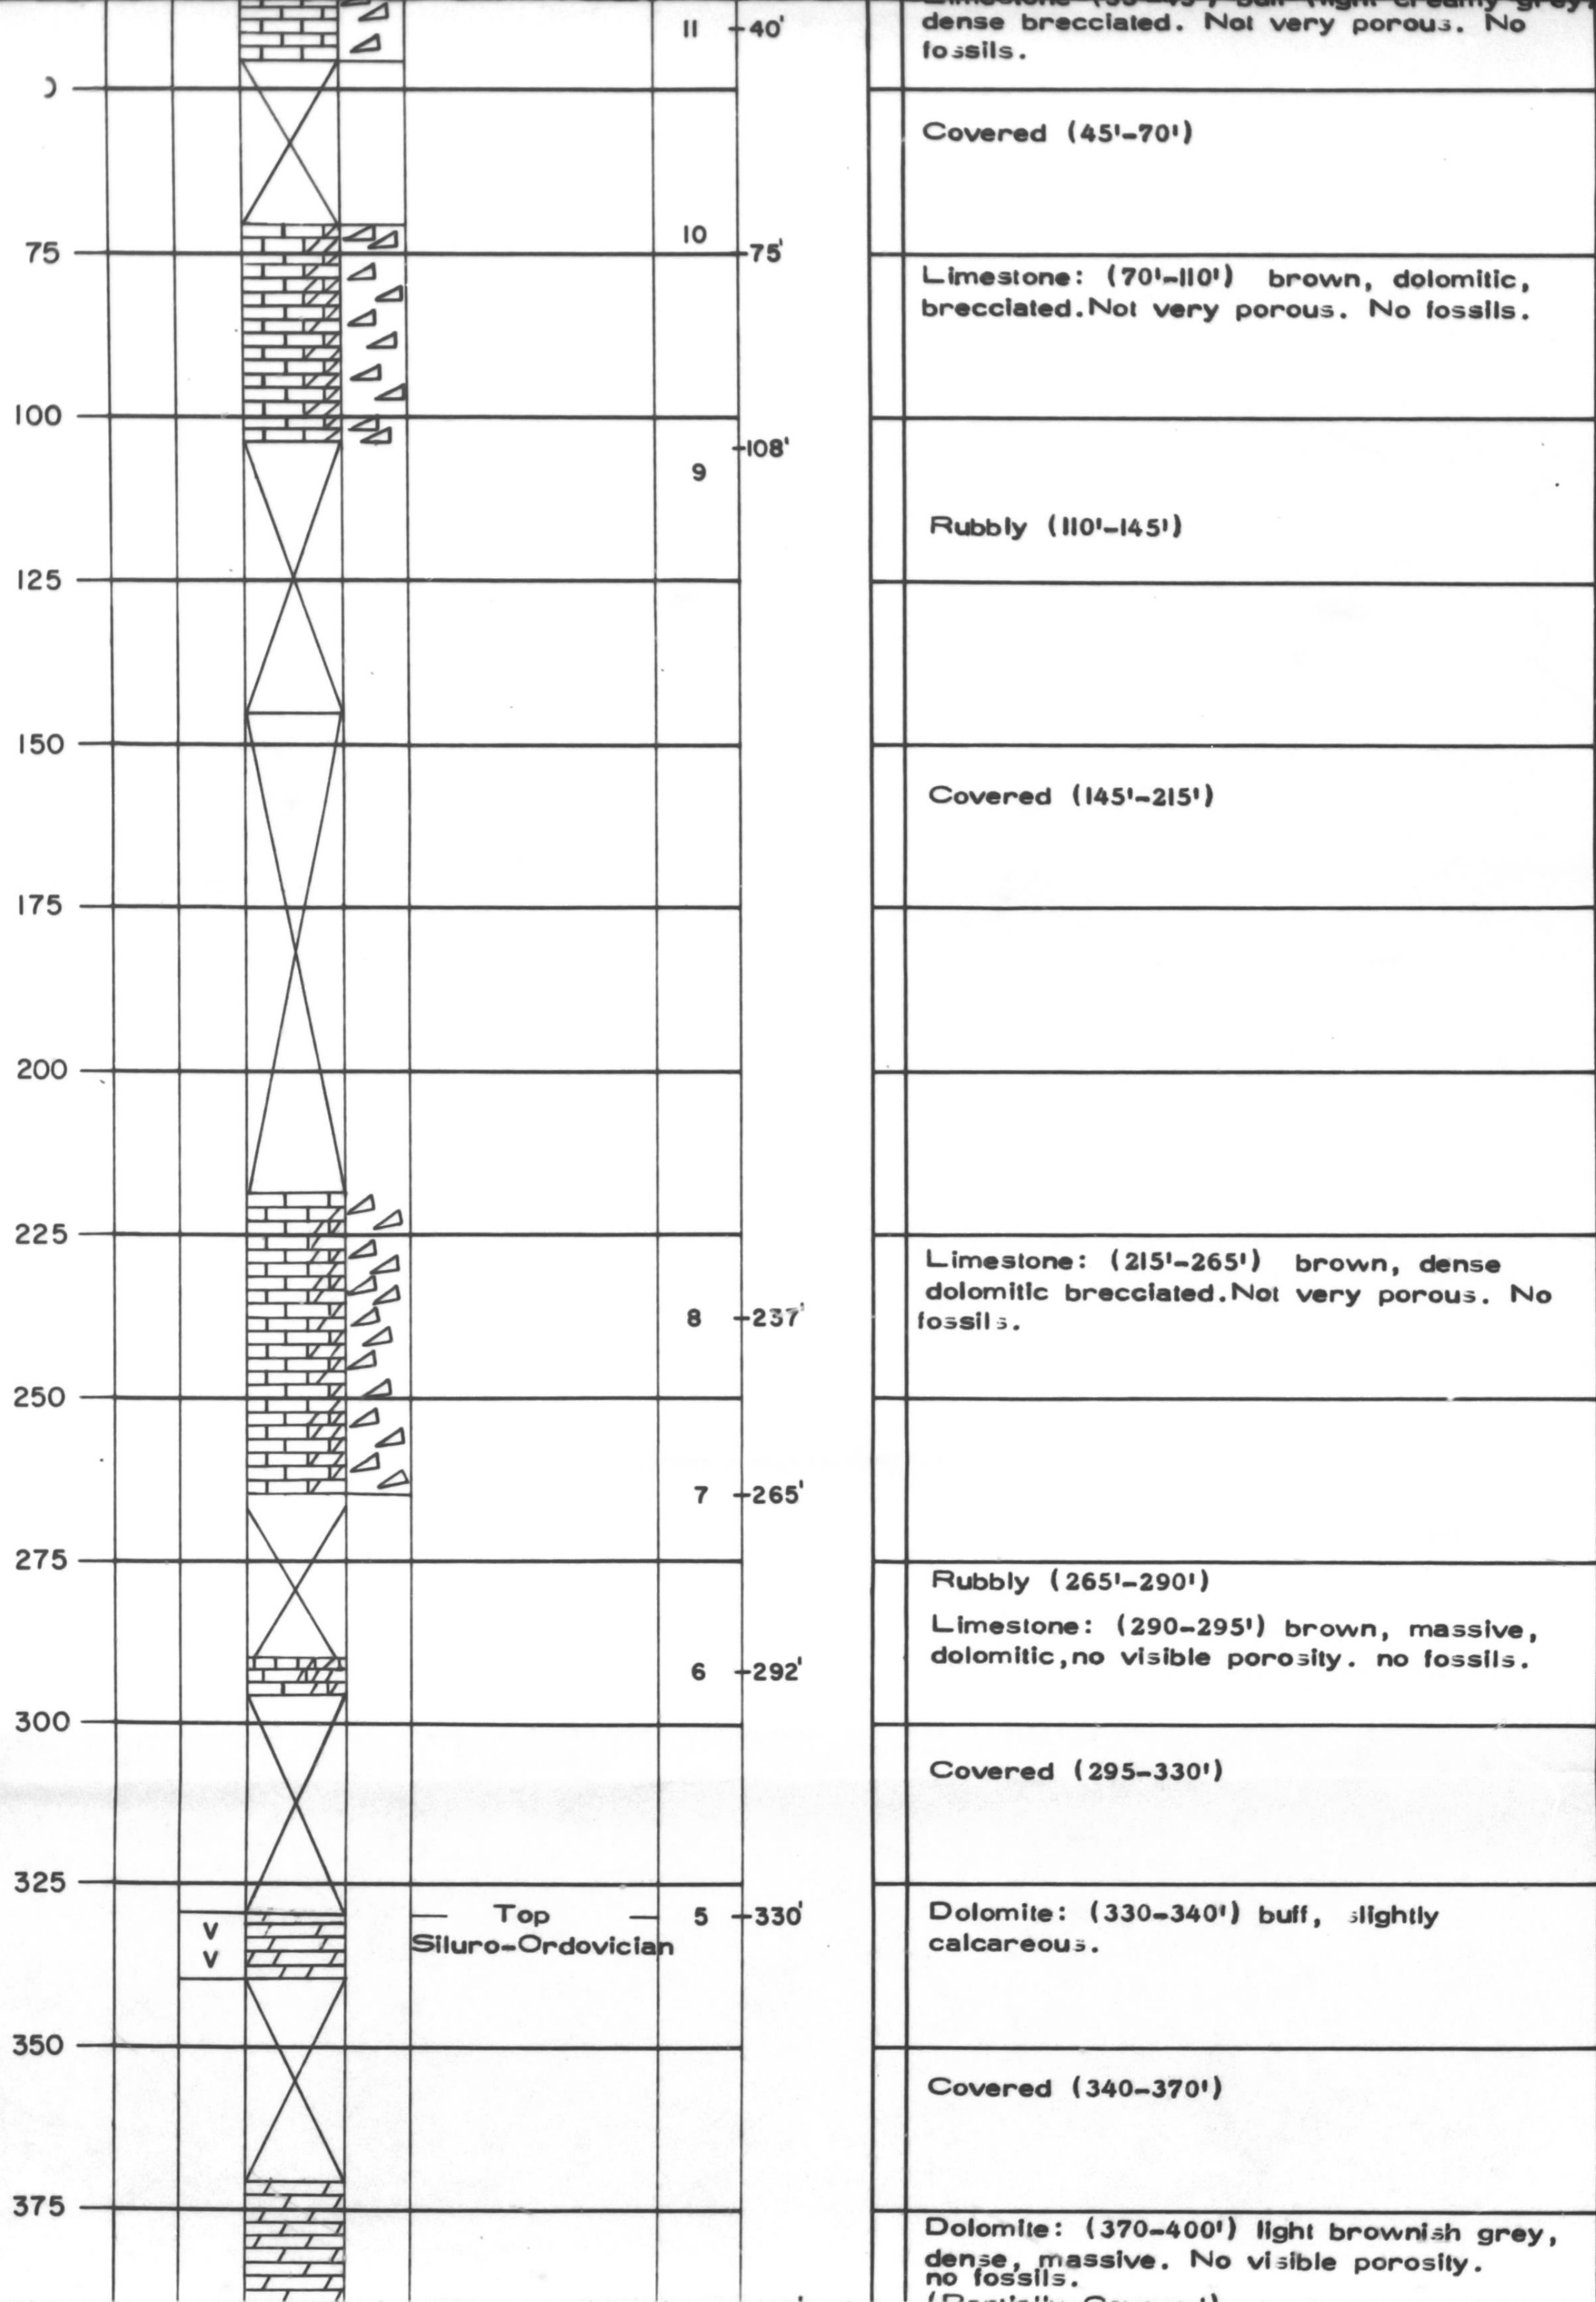 11 40'
dense brecciated. Not very porous. No
fossils.
Covered (45'-70')
10
75 75'
Limestone: (70'-110') brown, dolomitic,
brecciated. Not very porous. No fossils.
100
108'
9
Rubbly (110'-145')
125
150
Covered (145'-215')
175
200
225
Limestone: (215'-265') brown, dense
dolomitic brecciated. Not very porous. No
fossils.
8 237'
250
7 265'
275
Rubbly (265'-290')
Limestone: (290-295') brown, massive,
dolomitic, no visible porosity. no fossils.
6 292'
300
Covered (295-330')
325
Top 5 330'
Siluro-Ordovician
V
V
Dolomite: (330-340') buff, slightly
calcareous.
350
Covered (340-370')
375
Dolomite: (370-400') light brownish grey,
dense, massive. No visible porosity.
no fossils.